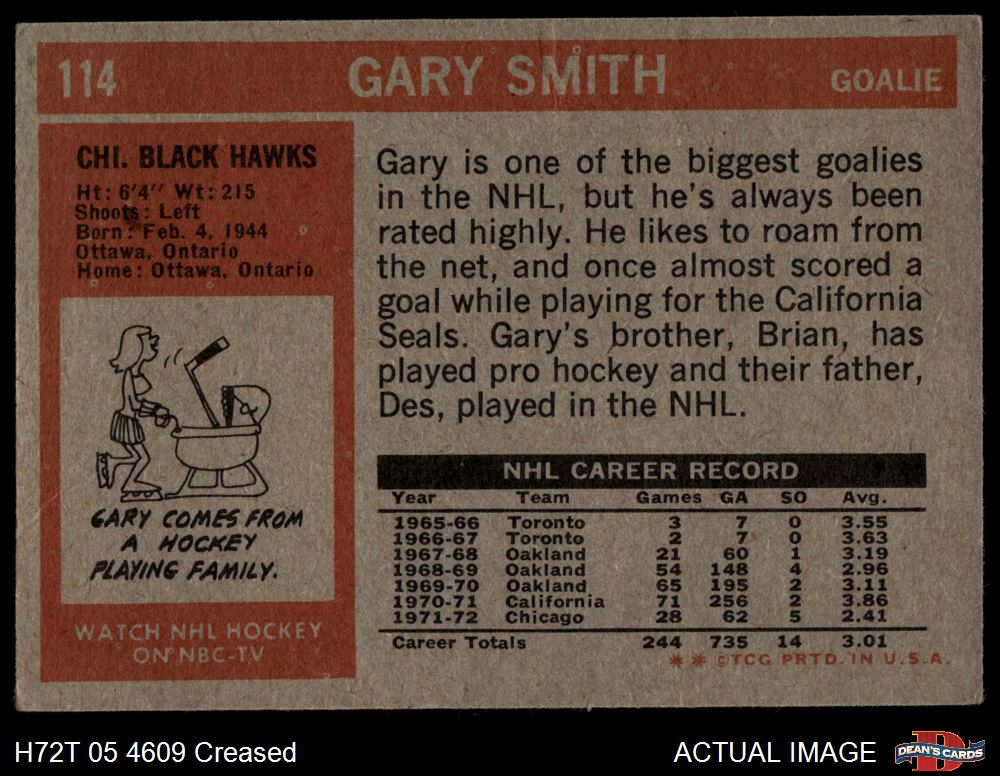 114 GARY SMITH GOALIE
CHI. BLACK HAWKS
Ht: 6'4" Wt: 215
Shoots: Left
Born: Feb. 4, 1944
Ottawa, Ontario
Home: Ottawa, Ontario
GARY COMES FROM
A HOCKEY
PLAYING FAMILY.
WATCH NHL HOCKEY
ON NBC-TV
Gary is one of the biggest goalies
in the NHL, but he's always been
rated highly. He likes to roam from
the net, and once almost scored a
goal while playing for the California
Seals. Gary's brother, Brian, has
played pro hockey and their father,
Des, played in the NHL.
NHL CAREER RECORD
Year Team Games GA SO Avg.
1965-66 Toronto 3 7 0 3.55
1966-67 Toronto 2 7 0 3.63
1967-68 Oakland 21 60 1 3.19
1968-69 Oakland 54 148 4 2.96
1969-70 Oakland 65 195 2 3.11
1970-71 California 71 256 2 3.86
1971-72 Chicago 28 62 5 2.41
Career Totals 244 735 14 3.01
* * ©TCG PRTD. IN U.S.A.
H72T 05 4609 Creased ACTUAL IMAGE DEAN'S CARDS